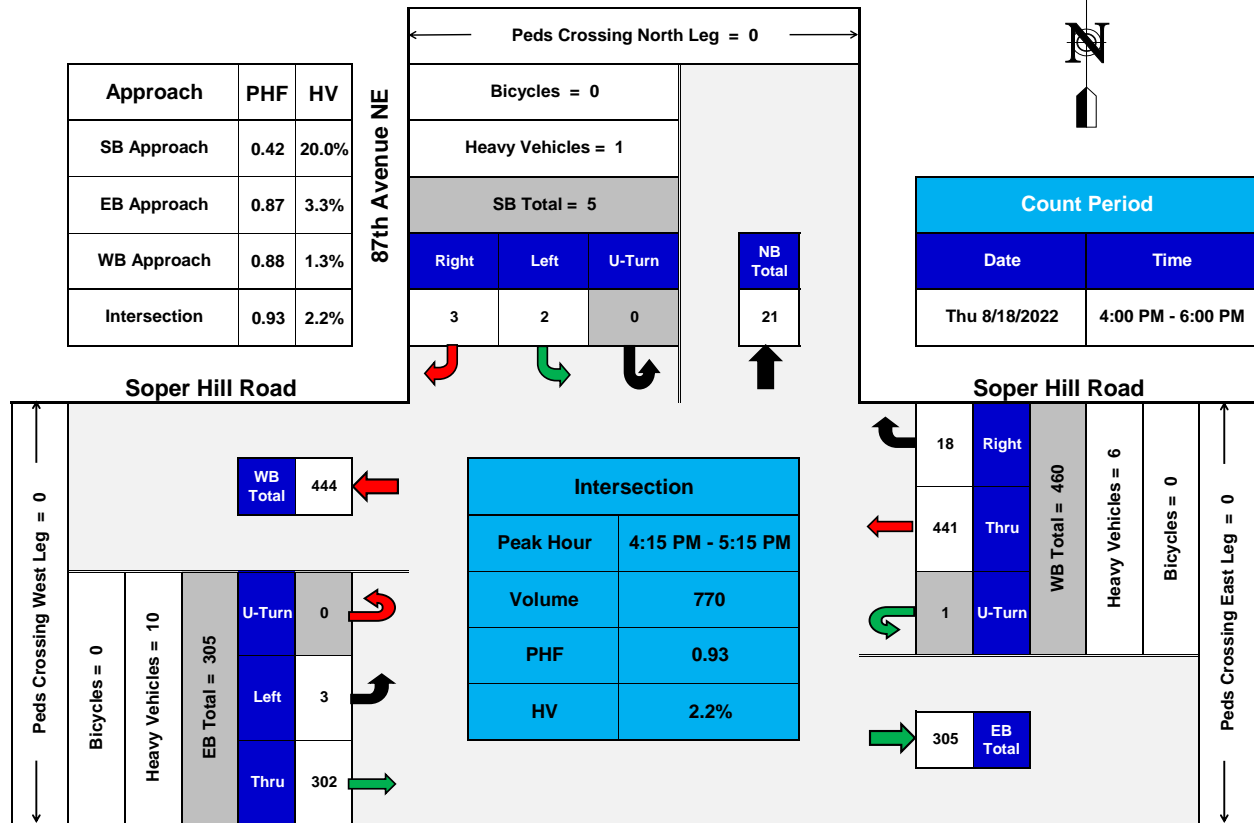 Peds Crossing North Leg = 0
N
Approach PHF HV
SB Approach 0.42 20.0%
EB Approach 0.87 3.3%
WB Approach 0.88 1.3%
Intersection 0.93 2.2%
87th Avenue NE
Bicycles = 0
Heavy Vehicles = 1
SB Total = 5
Right Left U-Turn
3 2 0
NB
Total
21
Count Period
Date Time
Thu 8/18/2022 4:00 PM - 6:00 PM
Soper Hill Road
Soper Hill Road
Peds Crossing West Leg = 0
WB
Total
444
Bicycles = 0
Heavy Vehicles = 10
EB Total = 305
U-Turn 0
Left 3
Thru 302
Intersection
Peak Hour 4:15 PM - 5:15 PM
Volume 770
PHF 0.93
HV 2.2%
18 Right
441 Thru
1 U-Turn
WB Total = 460
Heavy Vehicles = 6
Bicycles = 0
Peds Crossing East Leg = 0
305
EB
Total